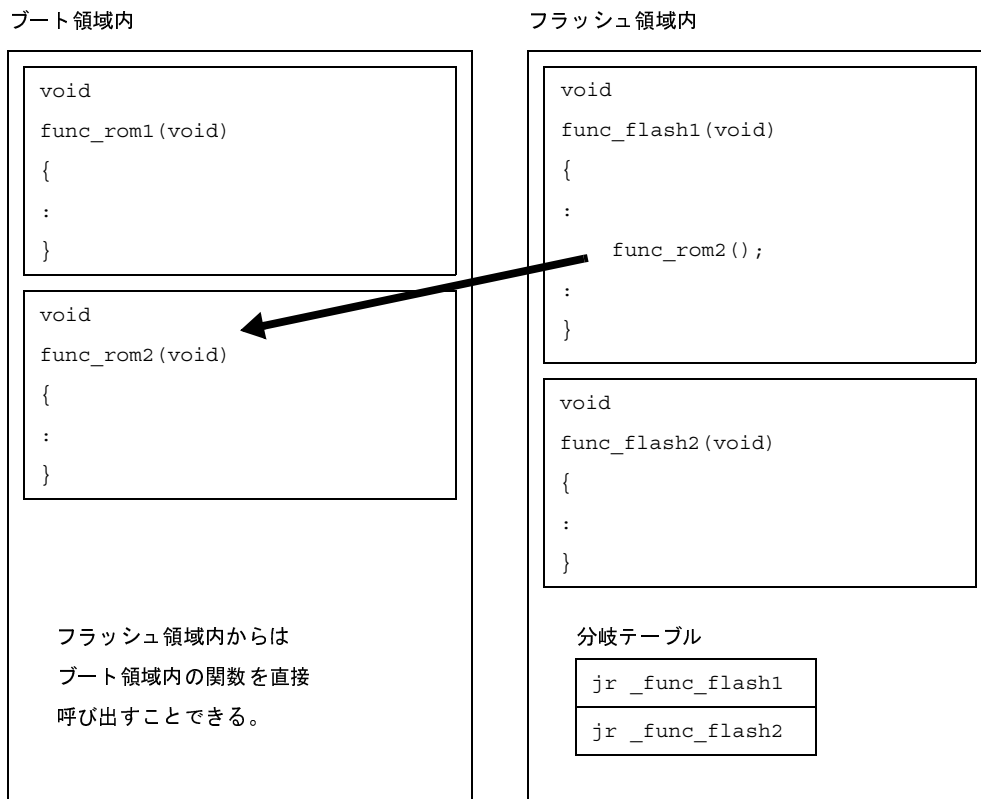 ブート領域内
void
func_rom1(void)
{
:
}
void
func_rom2(void)
{
:
}
フラッシュ領域内からは
ブート領域内の関数を直接
呼び出すことできる。
フラッシュ領域内
void
func_flash1(void)
{
:
func_rom2();
:
}
void
func_flash2(void)
{
:
}
分岐テーブル
jr _func_flash1
jr _func_flash2